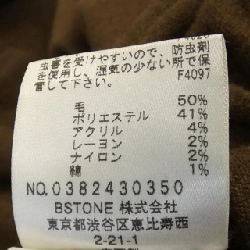 虫害を受けやすいので、防虫剤
を使用し、湿気の少ない所で保
管して下さい。 F4097
毛 50%
ポリエステル 41%
アクリル 4%
レーヨン 2%
ナイロン 2%
綿 1%
NO.0382430350
BSTONE 株式会社
東京都渋谷区恵比寿西
2-21-1